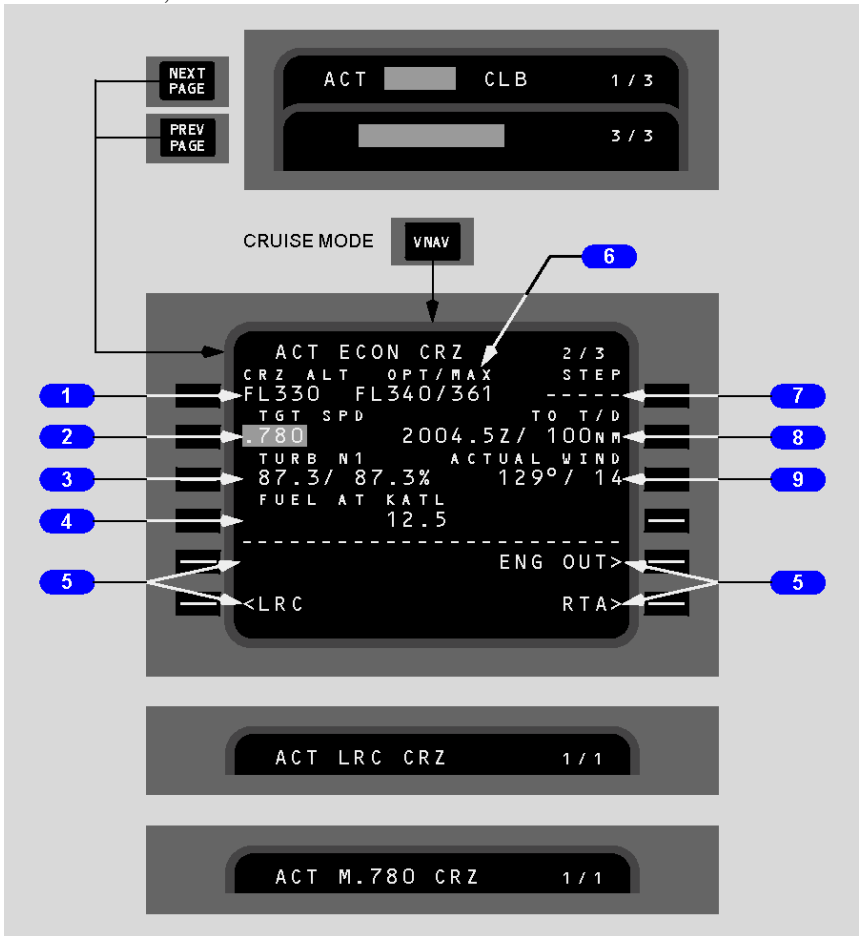 NEXT
PAGE
ACT CLB 1/3
PREV
PAGE
3/3
CRUISE MODE
VNAV
6
ACT ECON CRZ 2/3
CRZ ALT OPT/MAX STEP
1 FL330 FL340/361 ----- 7
TGT SPD TO T/D
2 .780 2004.5Z/ 100NM 8
TURB N1 ACTUAL WIND
3 87.3/ 87.3% 129°/ 14 9
FUEL AT KATL
4 12.5
------------------------
ENG OUT>
5 5
<LRC RTA>
ACT LRC CRZ 1/1
ACT M.780 CRZ 1/1